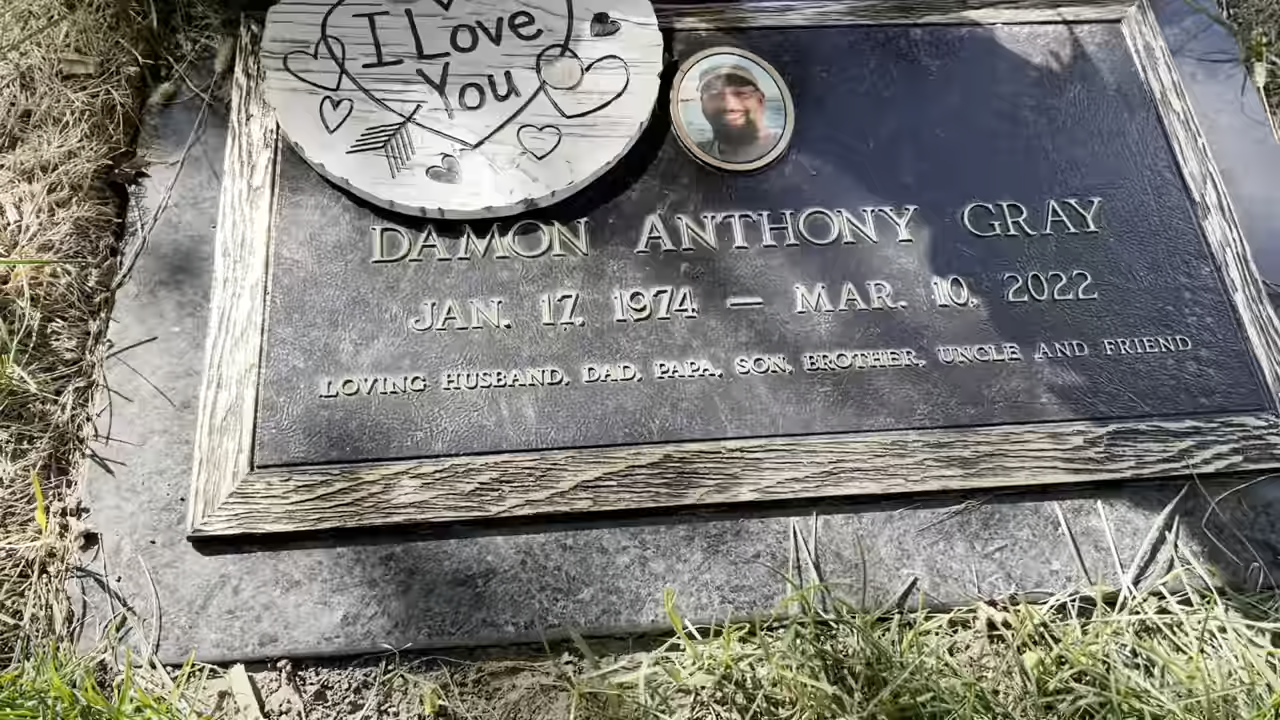 I Love
You
DAMON ANTHONY GRAY
JAN. 17, 1974 — MAR. 10, 2022
LOVING HUSBAND, DAD, PAPA, SON, BROTHER, UNCLE AND FRIEND